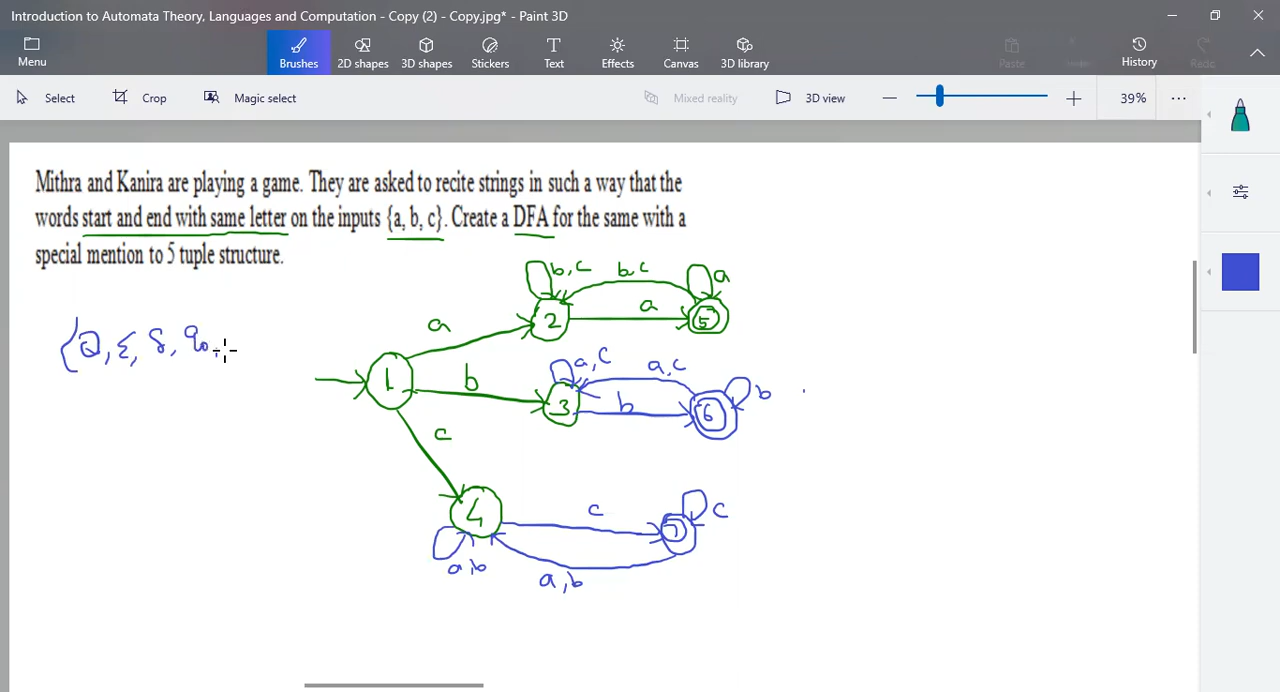 Introduction to Automata Theory, Languages and Computation - Copy (2) - Copy.jpg* - Paint 3D
Menu
Brushes
2D shapes
3D shapes
Stickers
Text
Effects
Canvas
3D library
Paste
Undo
History
Redo
Select
Crop
Magic select
Mixed reality
3D view
39%
Mithra and Kanira are playing a game. They are asked to recite strings in such a way that the
words start and end with same letter on the inputs {a, b, c}. Create a DFA for the same with a
special mention to 5 tuple structure.
{Q, Σ, δ, q0,
b,c
b,c
a
a
a
2
5
1
b
a,c
a,c
3
b
6
b
c
4
c
7
c
a,b
a,b